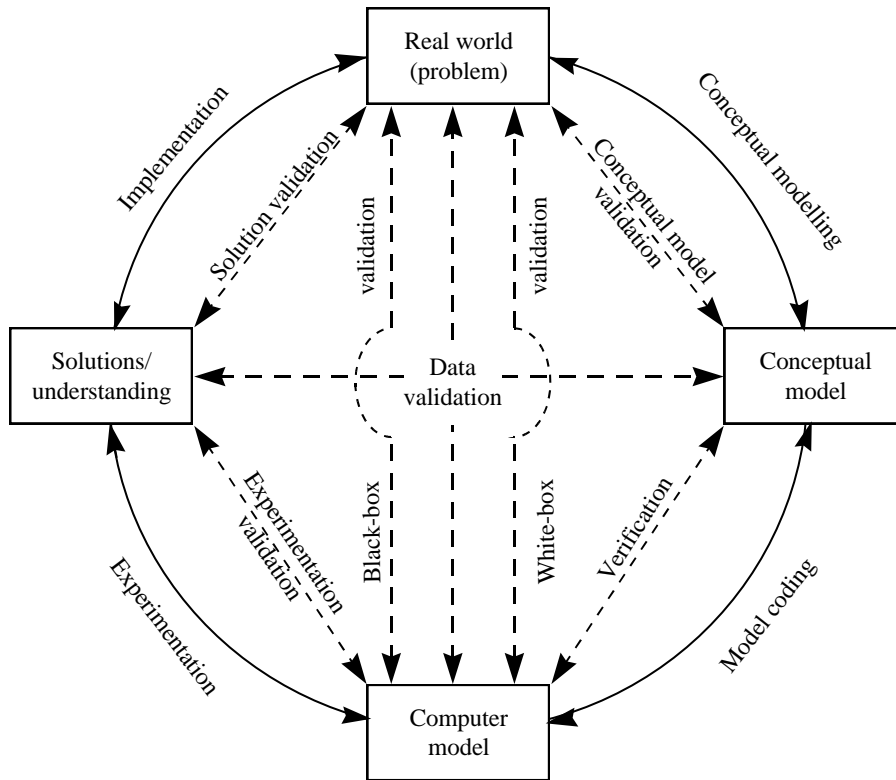 Real world
(problem)
Implementation
Solution validation
validation
validation
Conceptual model
validation
Conceptual modelling
Solutions/
understanding
Data
validation
Conceptual
model
Experimentation
Experimentation
validation
Black-box
White-box
Verification
Model coding
Computer
model